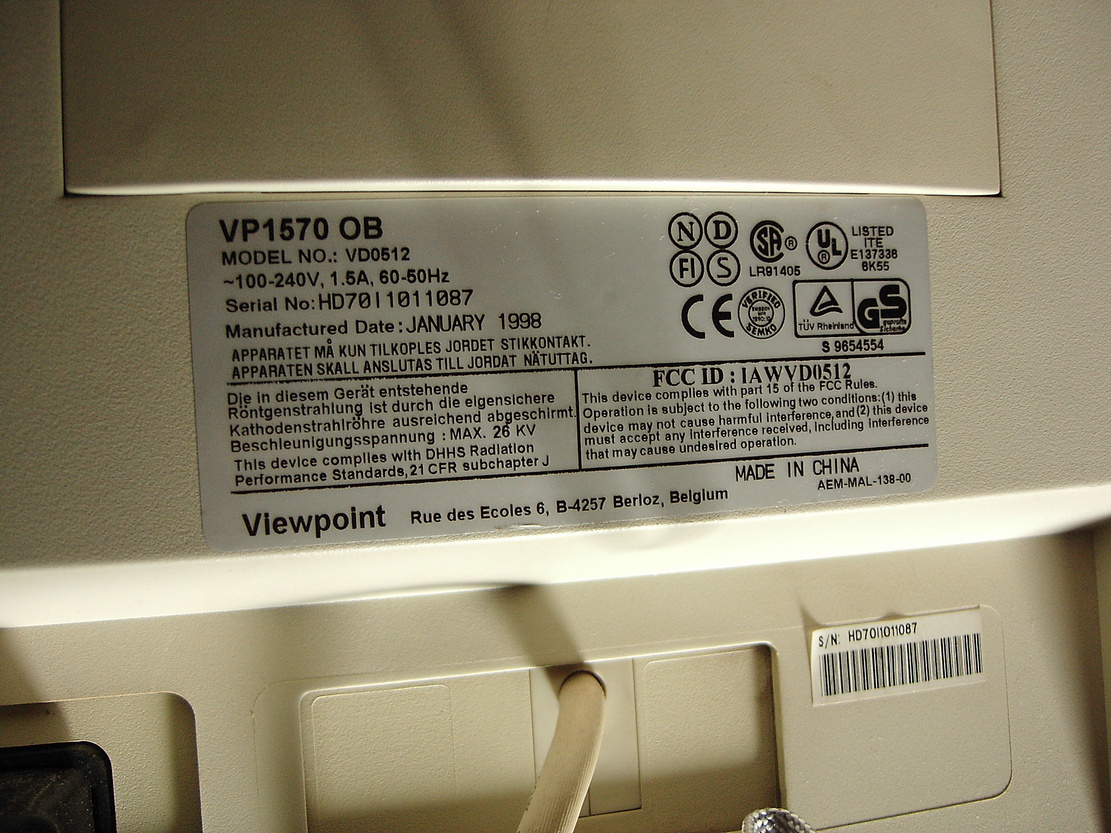 VP1570 OB
MODEL NO.: VD0512
~100-240V, 1.5A, 60-50Hz
Serial No:HD70I1011087
Manufactured Date: JANUARY 1998
APPARATET MÅ KUN TILKOPLES JORDET STIKKONTAKT.
APPARATEN SKALL ANSLUTAS TILL JORDAT NÄTUTTAG.
N D
FI S
SA ® LR91405
UL ® LISTED
ITE
E137338
8K55
CE
VERIFIED
SEMKO
TÜV Rheinland
GS
geprüfte
S 9654554
Die in diesem Gerät entstehende
Röntgenstrahlung ist durch die eigensichere
Kathodenstrahlröhre ausreichend abgeschirmt.
Beschleunigungsspannung : MAX. 26 KV
This device complies with DHHS Radiation
Performance Standards, 21 CFR subchapter J
FCC ID : IAWVD0512
This device complies with part 15 of the FCC Rules.
Operation is subject to the following two conditions:(1) this
device may not cause harmful interference,and (2) this device
must accept any interference received, including interference
that may cause undesired operation.
MADE IN CHINA
AEM-MAL-138-00
Viewpoint Rue des Ecoles 6, B-4257 Berloz, Belgium
S/N: HD70I1011087